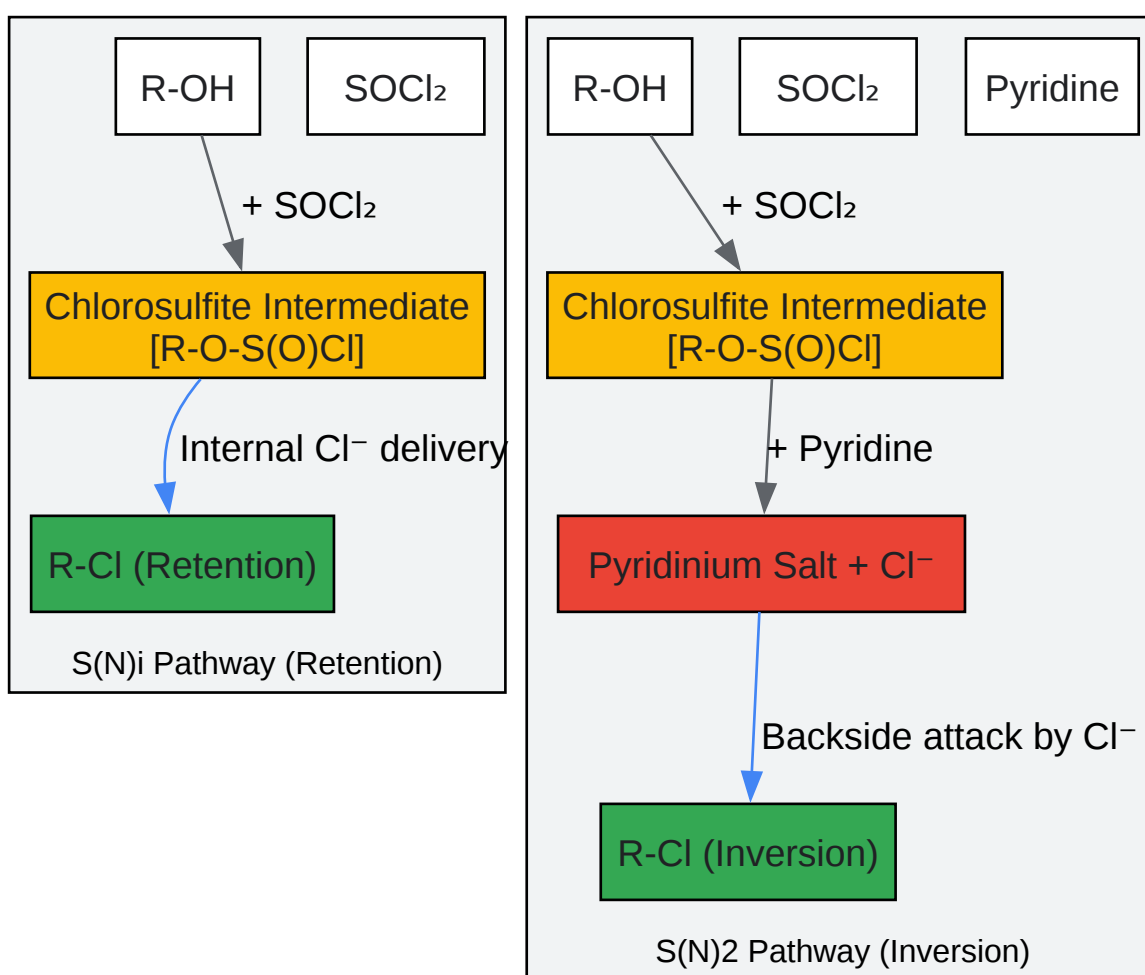 R-OH
SOCl₂
+ SOCl₂
Chlorosulfite Intermediate
[R-O-S(O)Cl]
Internal Cl⁻ delivery
R-Cl (Retention)
S(N)i Pathway (Retention)
R-OH
SOCl₂
Pyridine
+ SOCl₂
Chlorosulfite Intermediate
[R-O-S(O)Cl]
+ Pyridine
Pyridinium Salt + Cl⁻
Backside attack by Cl⁻
R-Cl (Inversion)
S(N)2 Pathway (Inversion)